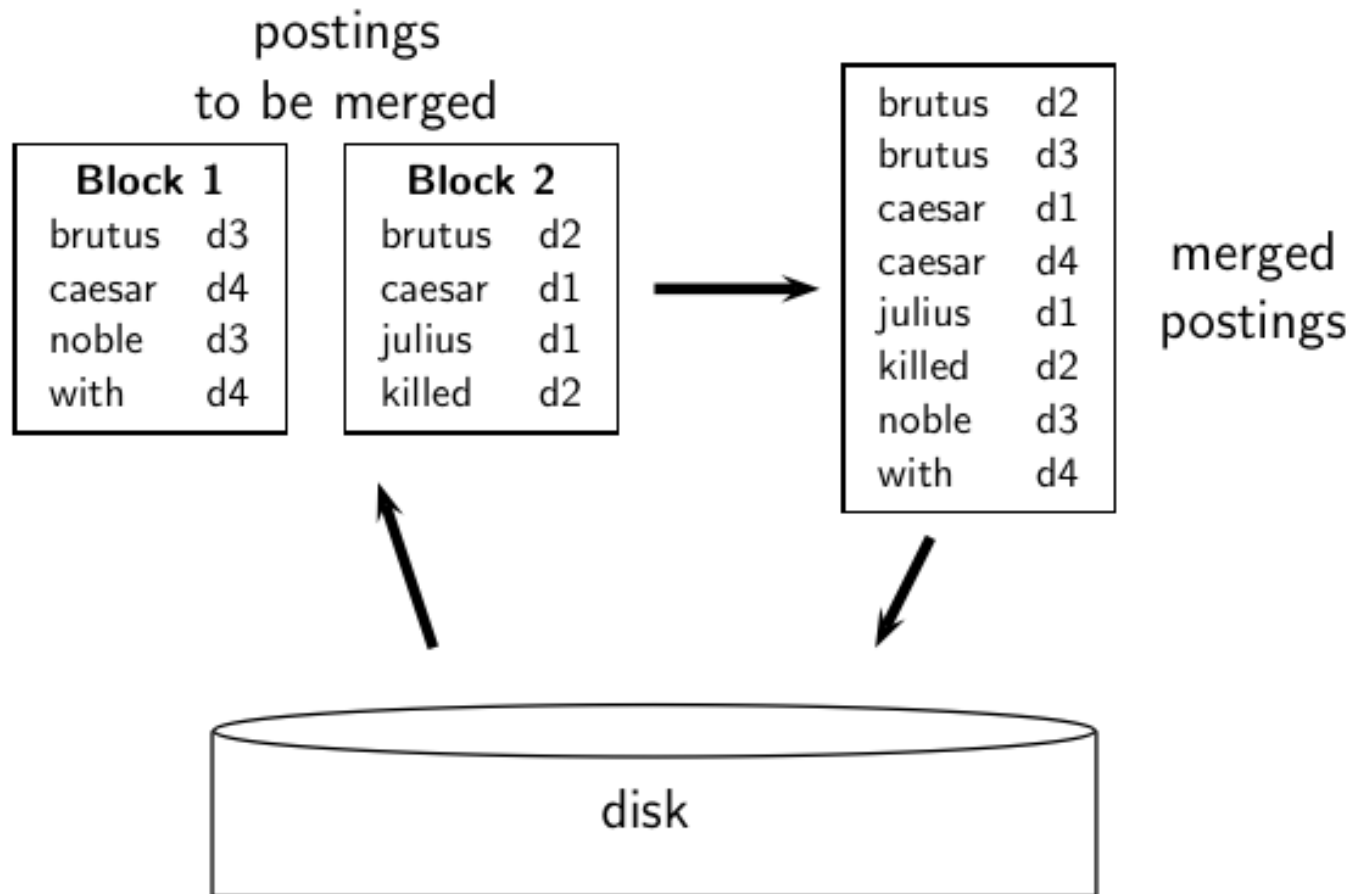 postings
to be merged
Block 1
brutus d3
caesar d4
noble d3
with d4
Block 2
brutus d2
caesar d1
julius d1
killed d2
brutus d2
brutus d3
caesar d1
caesar d4
julius d1
killed d2
noble d3
with d4
merged
postings
disk